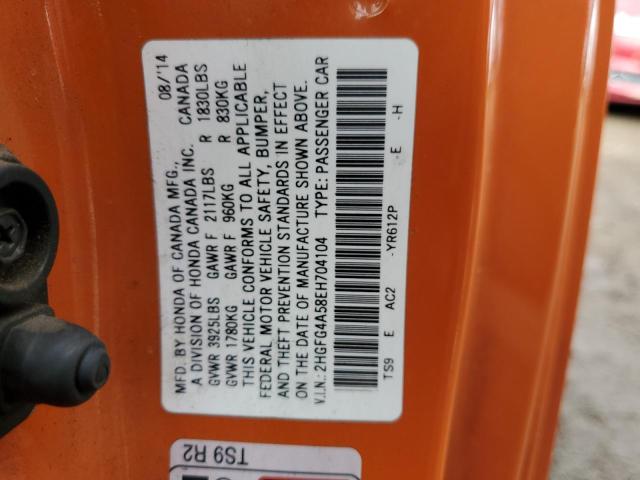 MFD. BY HONDA OF CANADA MFG., 08/'14
A DIVISION OF HONDA CANADA INC. CANADA
GVWR 3925LBS GAWR F 2117LBS R 1830LBS
GVWR 1780KG GAWR F 960KG R 830KG
THIS VEHICLE CONFORMS TO ALL APPLICABLE
FEDERAL MOTOR VEHICLE SAFETY, BUMPER,
AND THEFT PREVENTION STANDARDS IN EFFECT
ON THE DATE OF MANUFACTURE SHOWN ABOVE.
V.I.N.: 2HGFG4A58EH704104 TYPE: PASSENGER CAR
TS9 E AC2 -YR612P -E -H
TS9 R2